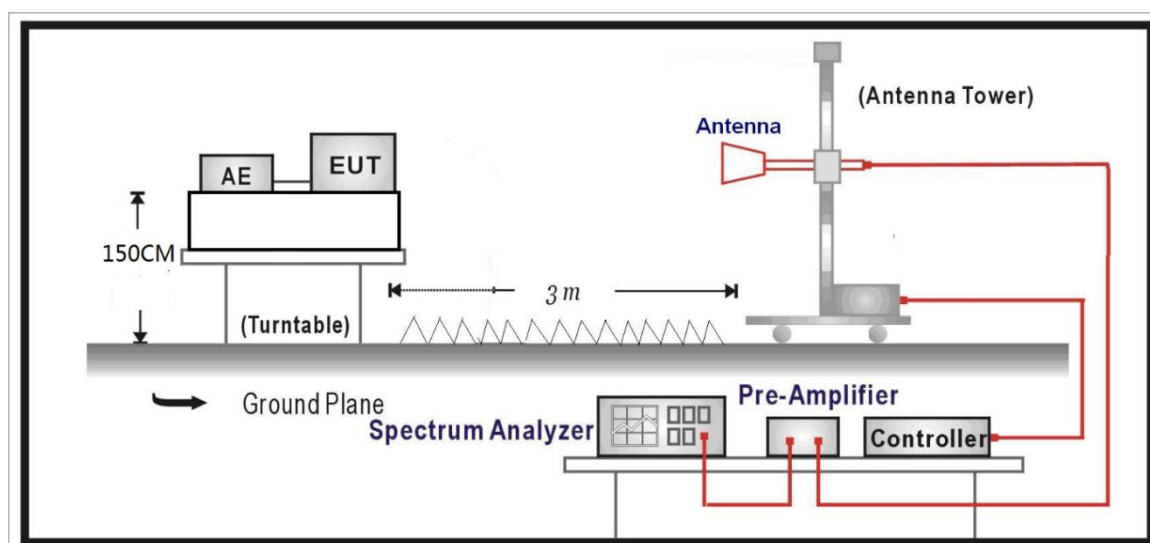 (Antenna Tower)
Antenna
AE
EUT
150CM
3 m
(Turntable)
Ground Plane
Pre-Amplifier
Spectrum Analyzer
Controller